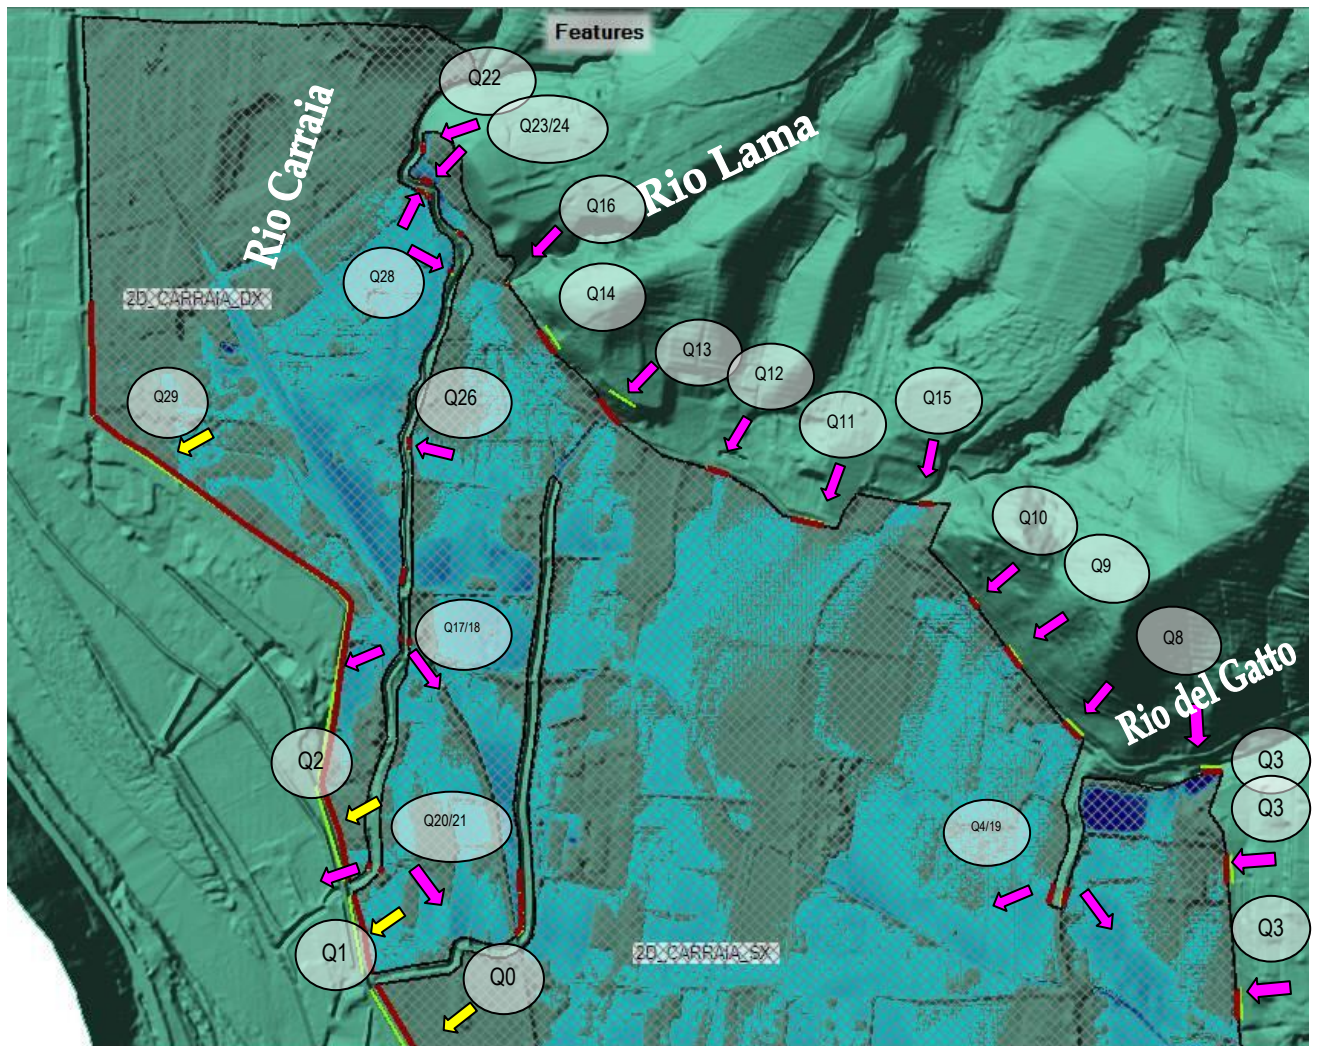 Features
Q22
Q23/24
Rio Carraia
Rio Lama
Q16
Q28
Q14
2D_CARRAIA_DX
Q13
Q12
Q29
Q26
Q11
Q15
Q10
Q9
Q17/18
Q8
Rio del Gatto
Q2
Q3
Q3
Q20/21
Q4/19
Q3
Q1
2D_CARRAIA_SX
Q0